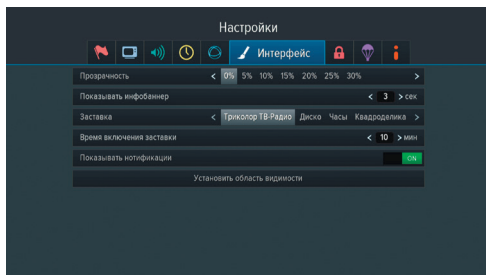 Настройки
Интерфейс
Прозрачность < 0% 5% 10% 15% 20% 25% 30% >
Показывать инфобаннер < 3 > сек
Заставка < Триколор ТВ-Радио Диско Часы Квадроделика >
Время включения заставки < 10 > мин
Показывать нотификации ON
Установить область видимости